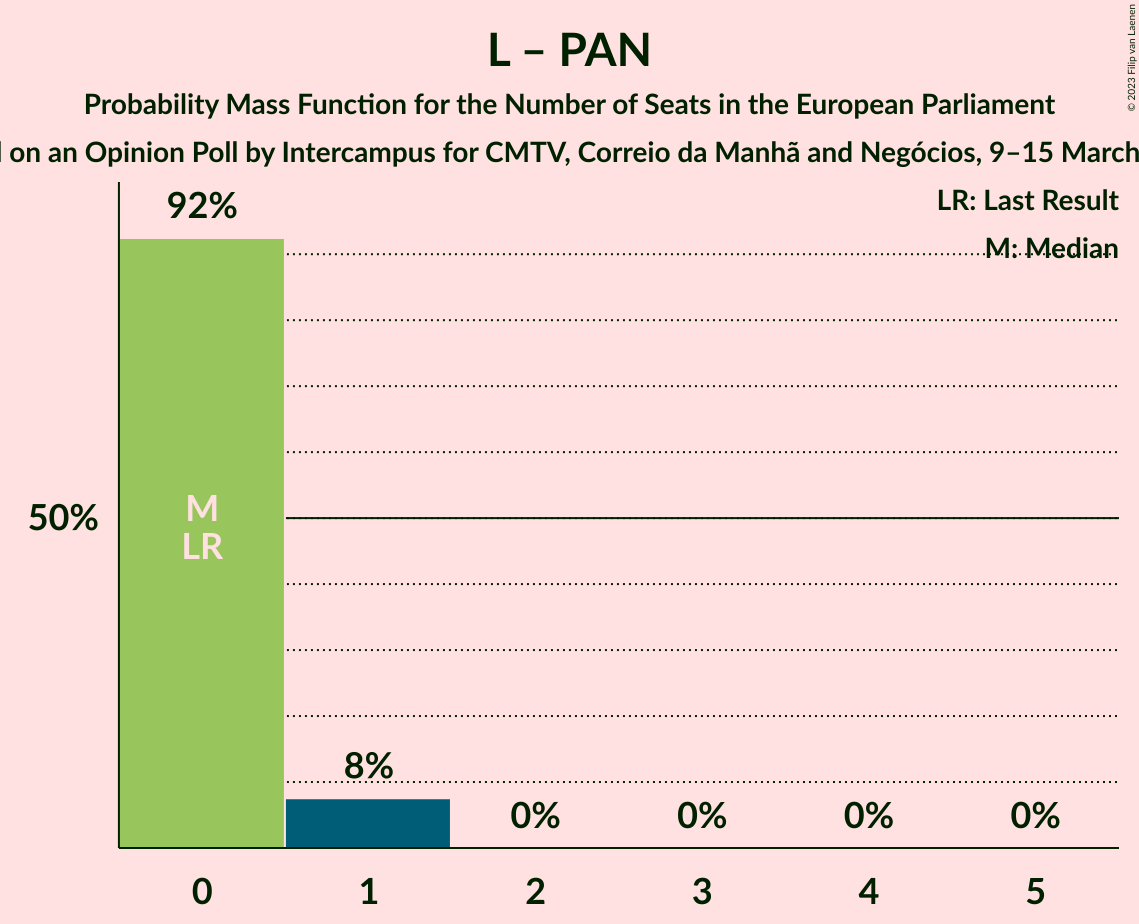 L – PAN
Probability Mass Function for the Number of Seats in the European Parliament
on an Opinion Poll by Intercampus for CMTV, Correio da Manhã and Negócios, 9–15 March
© 2023 Filip van Laenen
LR: Last Result
M: Median
92%
M
LR
50%
8%
0%
0%
0%
0%
0
1
2
3
4
5